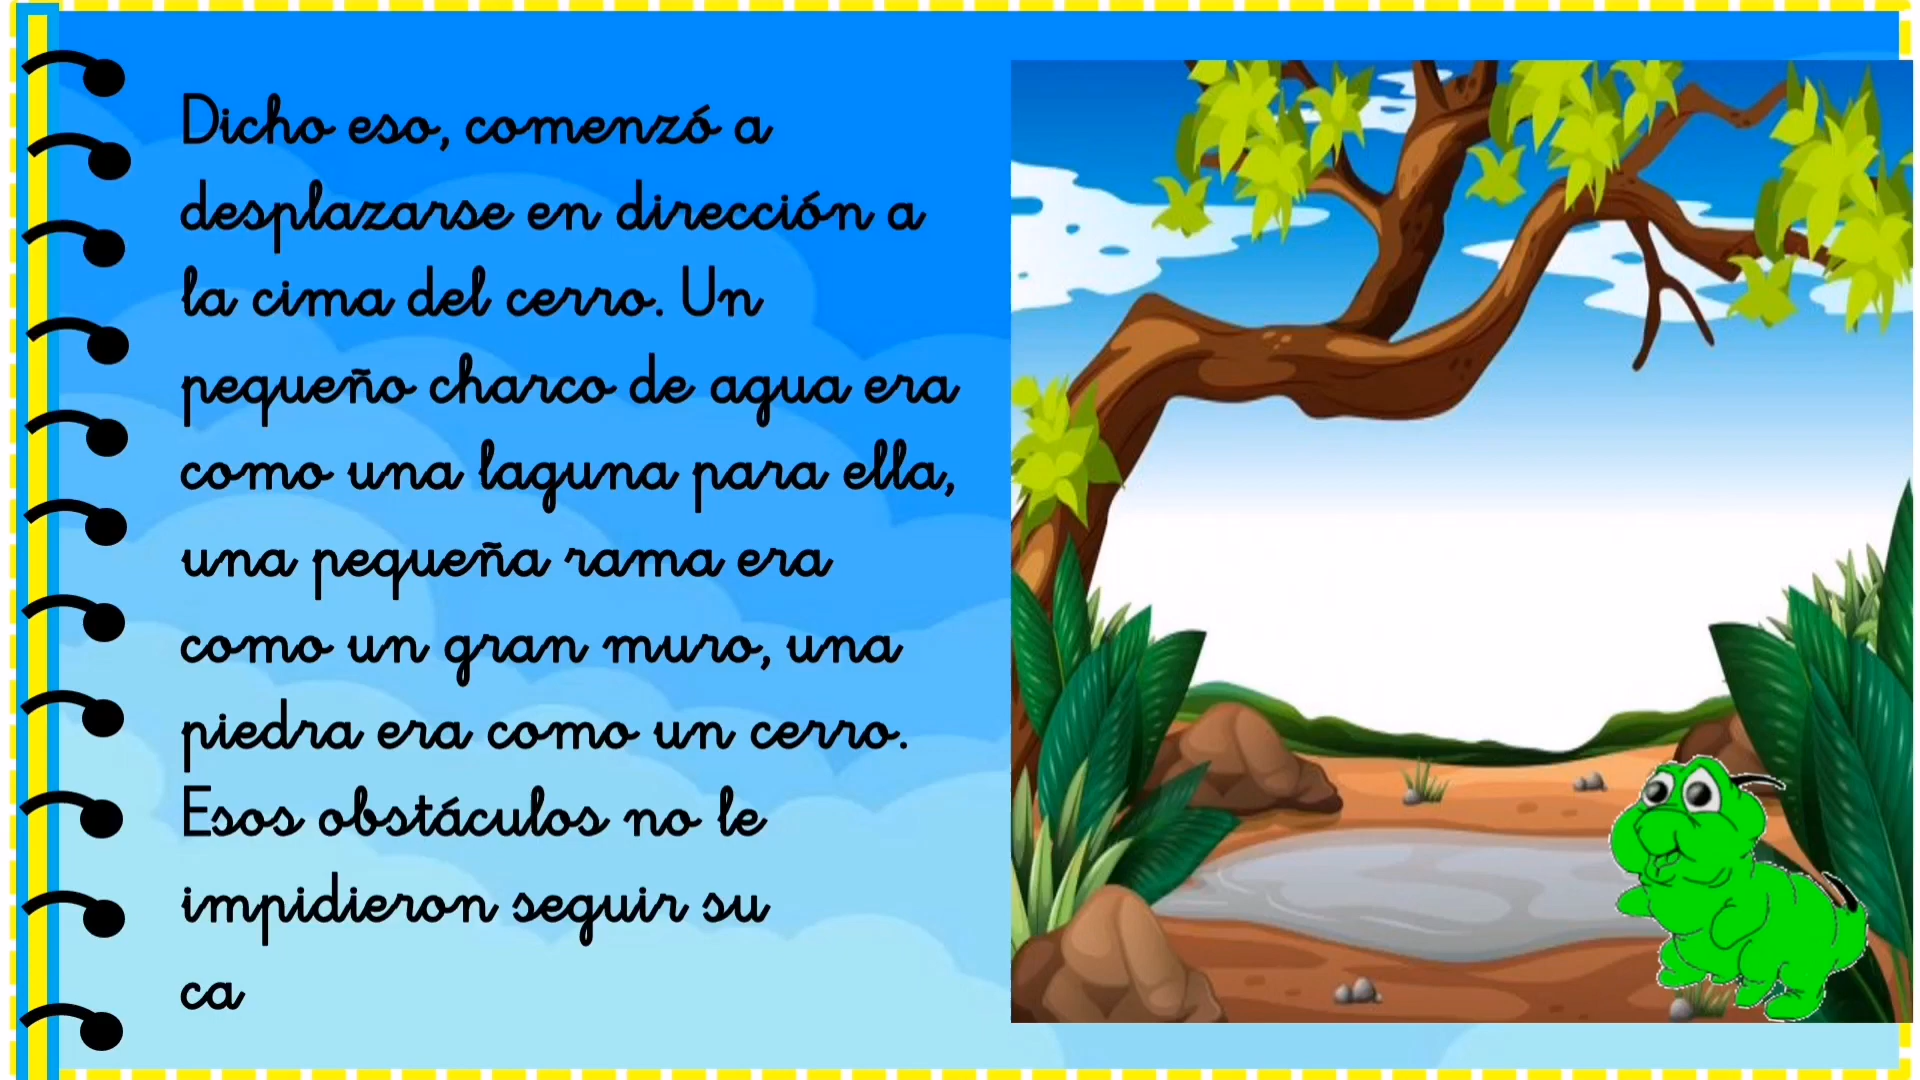 Dicho eso, comenzó a
desplazarse en dirección a
la cima del cerro. Un
pequeño charco de agua era
como una laguna para ella,
una pequeña rama era
como un gran muro, una
piedra era como un cerro.
Esos obstáculos no le
impidieron seguir su
ca